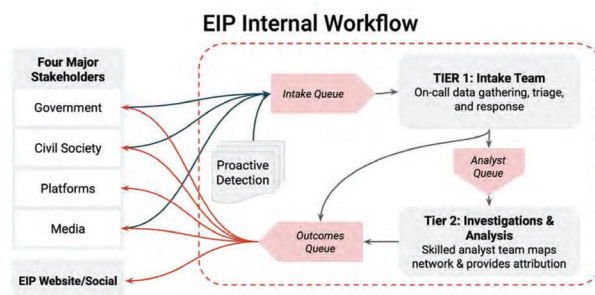 EIP Internal Workflow
Four Major
Stakeholders
Government
Civil Society
Platforms
Media
EIP Website/Social
Intake Queue
Proactive
Detection
TIER 1: Intake Team
On-call data gathering, triage,
and response
Analyst
Queue
Tier 2: Investigations &
Analysis
Skilled analyst team maps
network & provides attribution
Outcomes
Queue